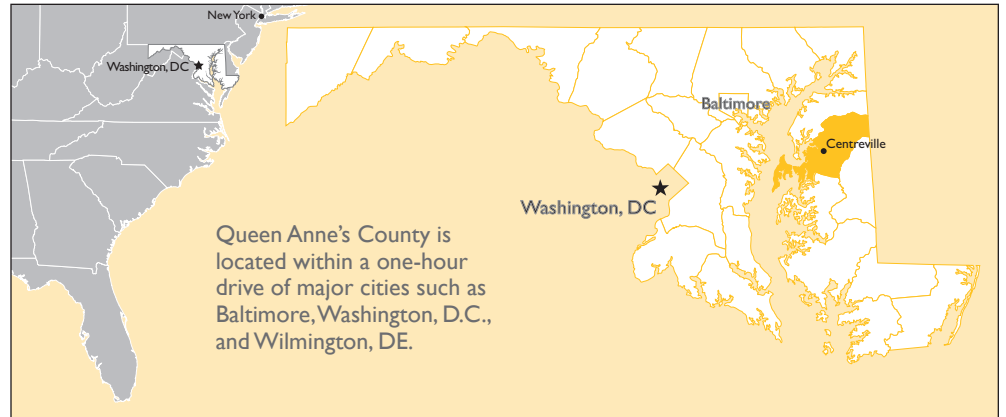 New York
Washington, DC
Baltimore
Centreville
Washington, DC
Queen Anne's County is
located within a one-hour
drive of major cities such as
Baltimore, Washington, D.C.,
and Wilmington, DE.